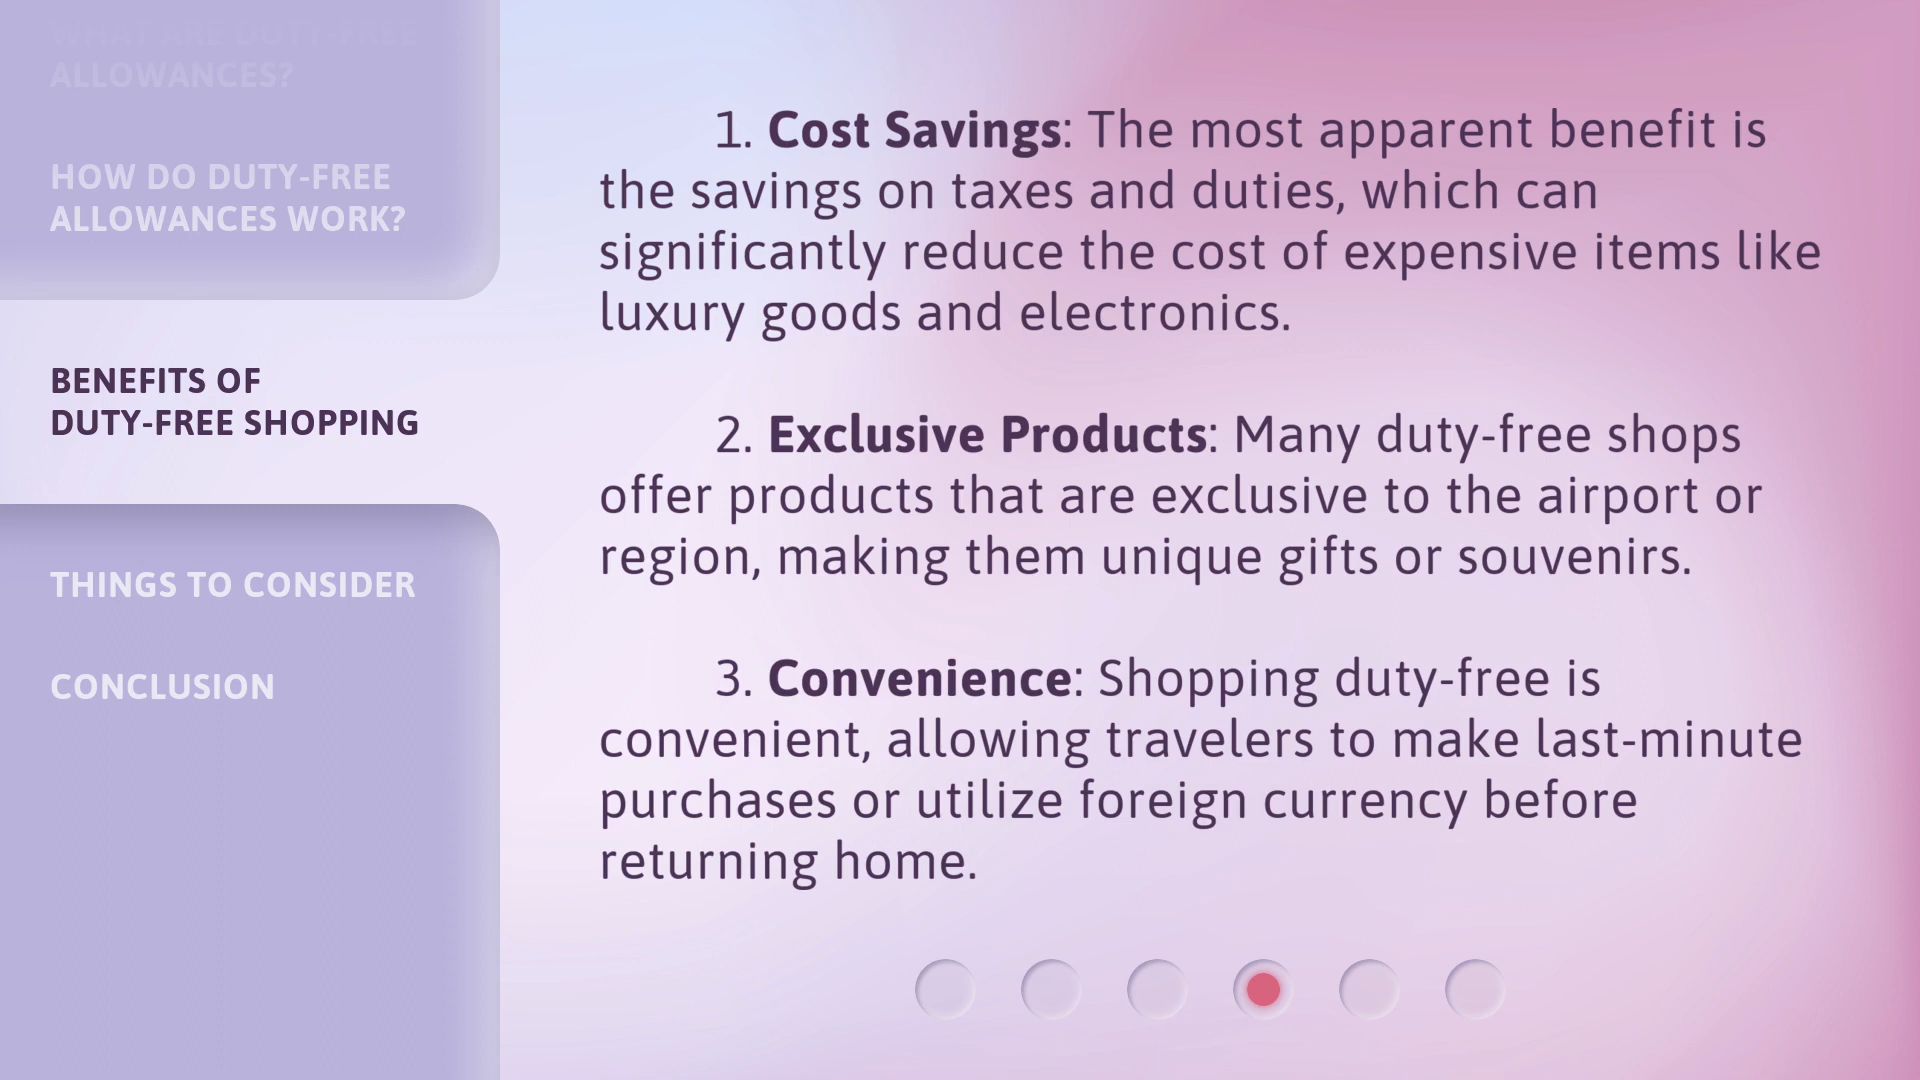 WHAT ARE DUTY-FREE
ALLOWANCES?
HOW DO DUTY-FREE
ALLOWANCES WORK?
BENEFITS OF
DUTY-FREE SHOPPING
THINGS TO CONSIDER
CONCLUSION
1. Cost Savings: The most apparent benefit is
the savings on taxes and duties, which can
significantly reduce the cost of expensive items like
luxury goods and electronics.
2. Exclusive Products: Many duty-free shops
offer products that are exclusive to the airport or
region, making them unique gifts or souvenirs.
3. Convenience: Shopping duty-free is
convenient, allowing travelers to make last-minute
purchases or utilize foreign currency before
returning home.